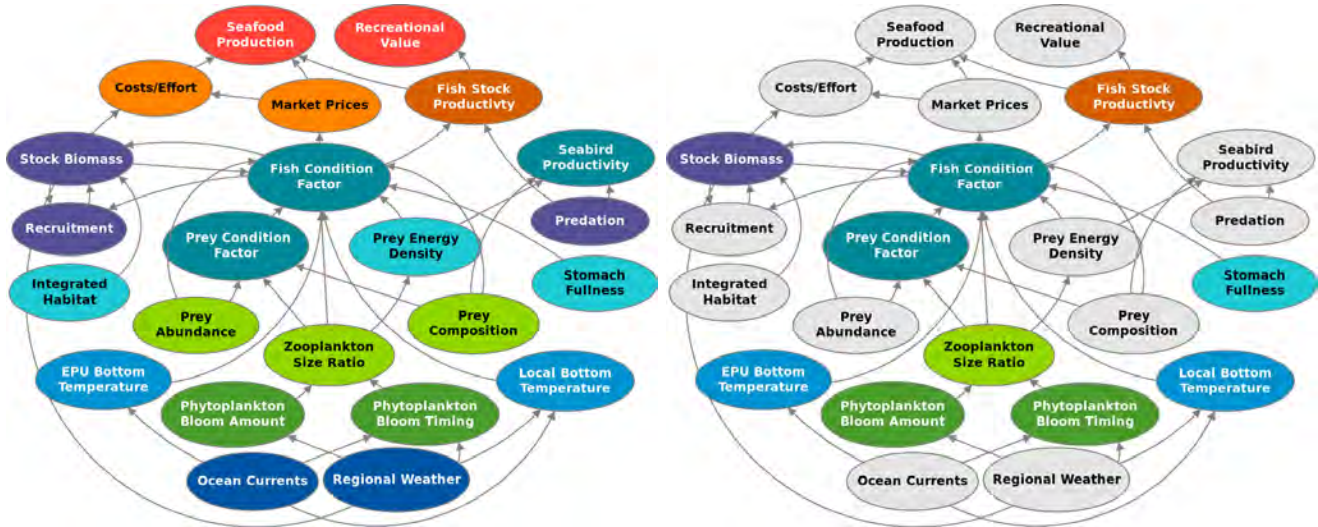 Seafood
Production
Recreational
Value
Costs/Effort
Market Prices
Fish Stock
Productivty
Stock Biomass
Fish Condition
Factor
Seabird
Productivity
Recruitment
Prey Condition
Factor
Prey Energy
Density
Predation
Integrated
Habitat
Stomach
Fullness
Prey
Abundance
Prey
Composition
Zooplankton
Size Ratio
EPU Bottom
Temperature
Local Bottom
Temperature
Phytoplankton
Bloom Amount
Phytoplankton
Bloom Timing
Ocean Currents
Regional Weather
Seafood
Production
Recreational
Value
Costs/Effort
Market Prices
Fish Stock
Productivty
Stock Biomass
Fish Condition
Factor
Seabird
Productivity
Recruitment
Prey Condition
Factor
Prey Energy
Density
Predation
Integrated
Habitat
Stomach
Fullness
Prey
Abundance
Prey
Composition
Zooplankton
Size Ratio
EPU Bottom
Temperature
Local Bottom
Temperature
Phytoplankton
Bloom Amount
Phytoplankton
Bloom Timing
Ocean Currents
Regional Weather